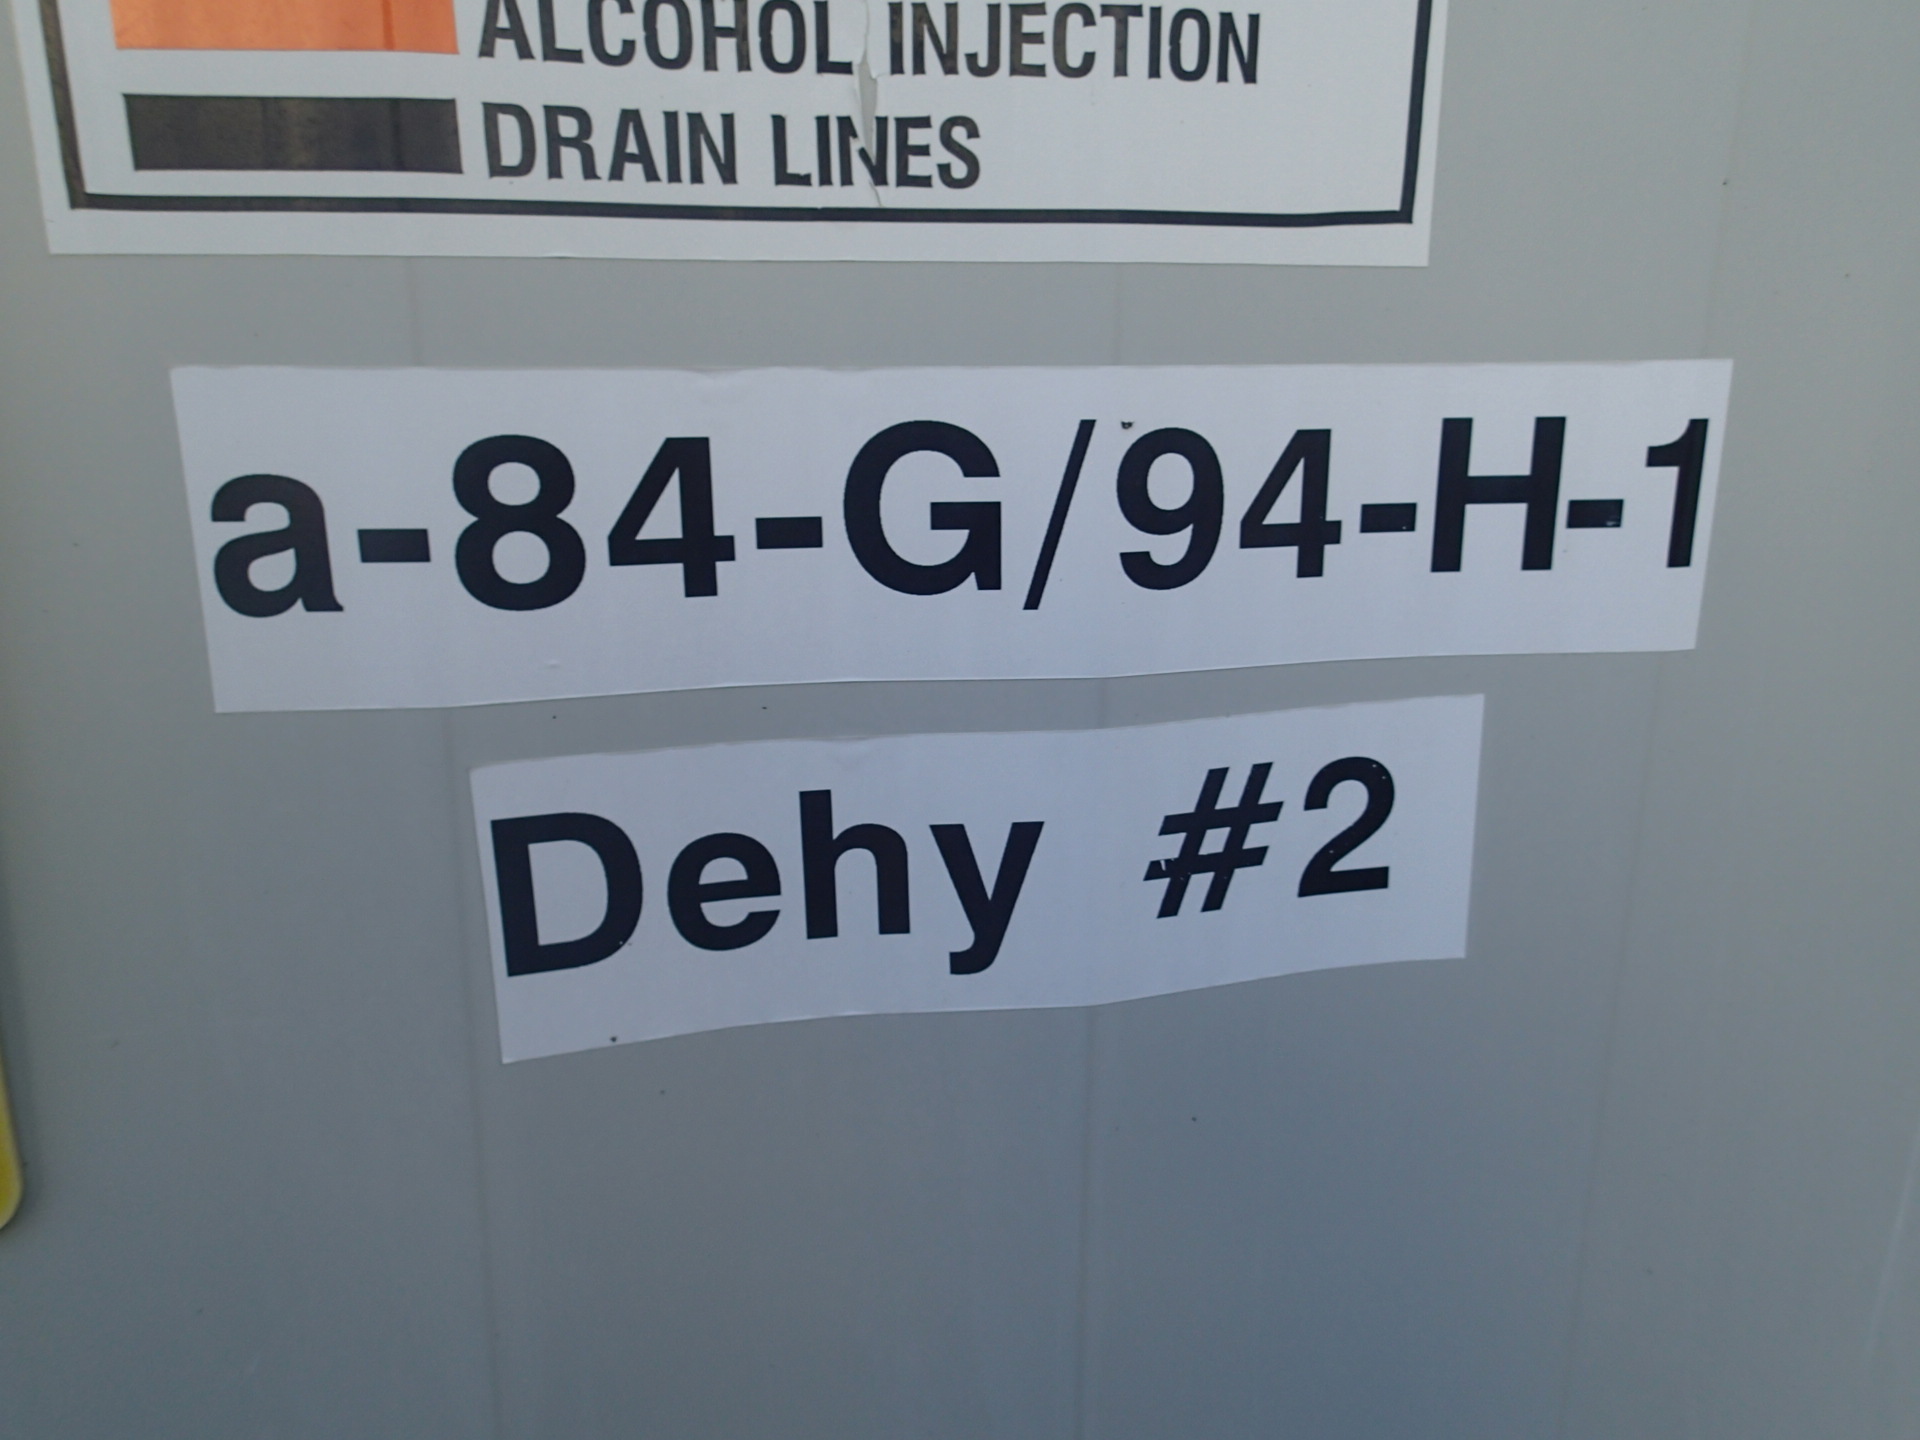 ALCOHOL INJECTION
DRAIN LINES
a-84-G/94-H-1
Dehy #2